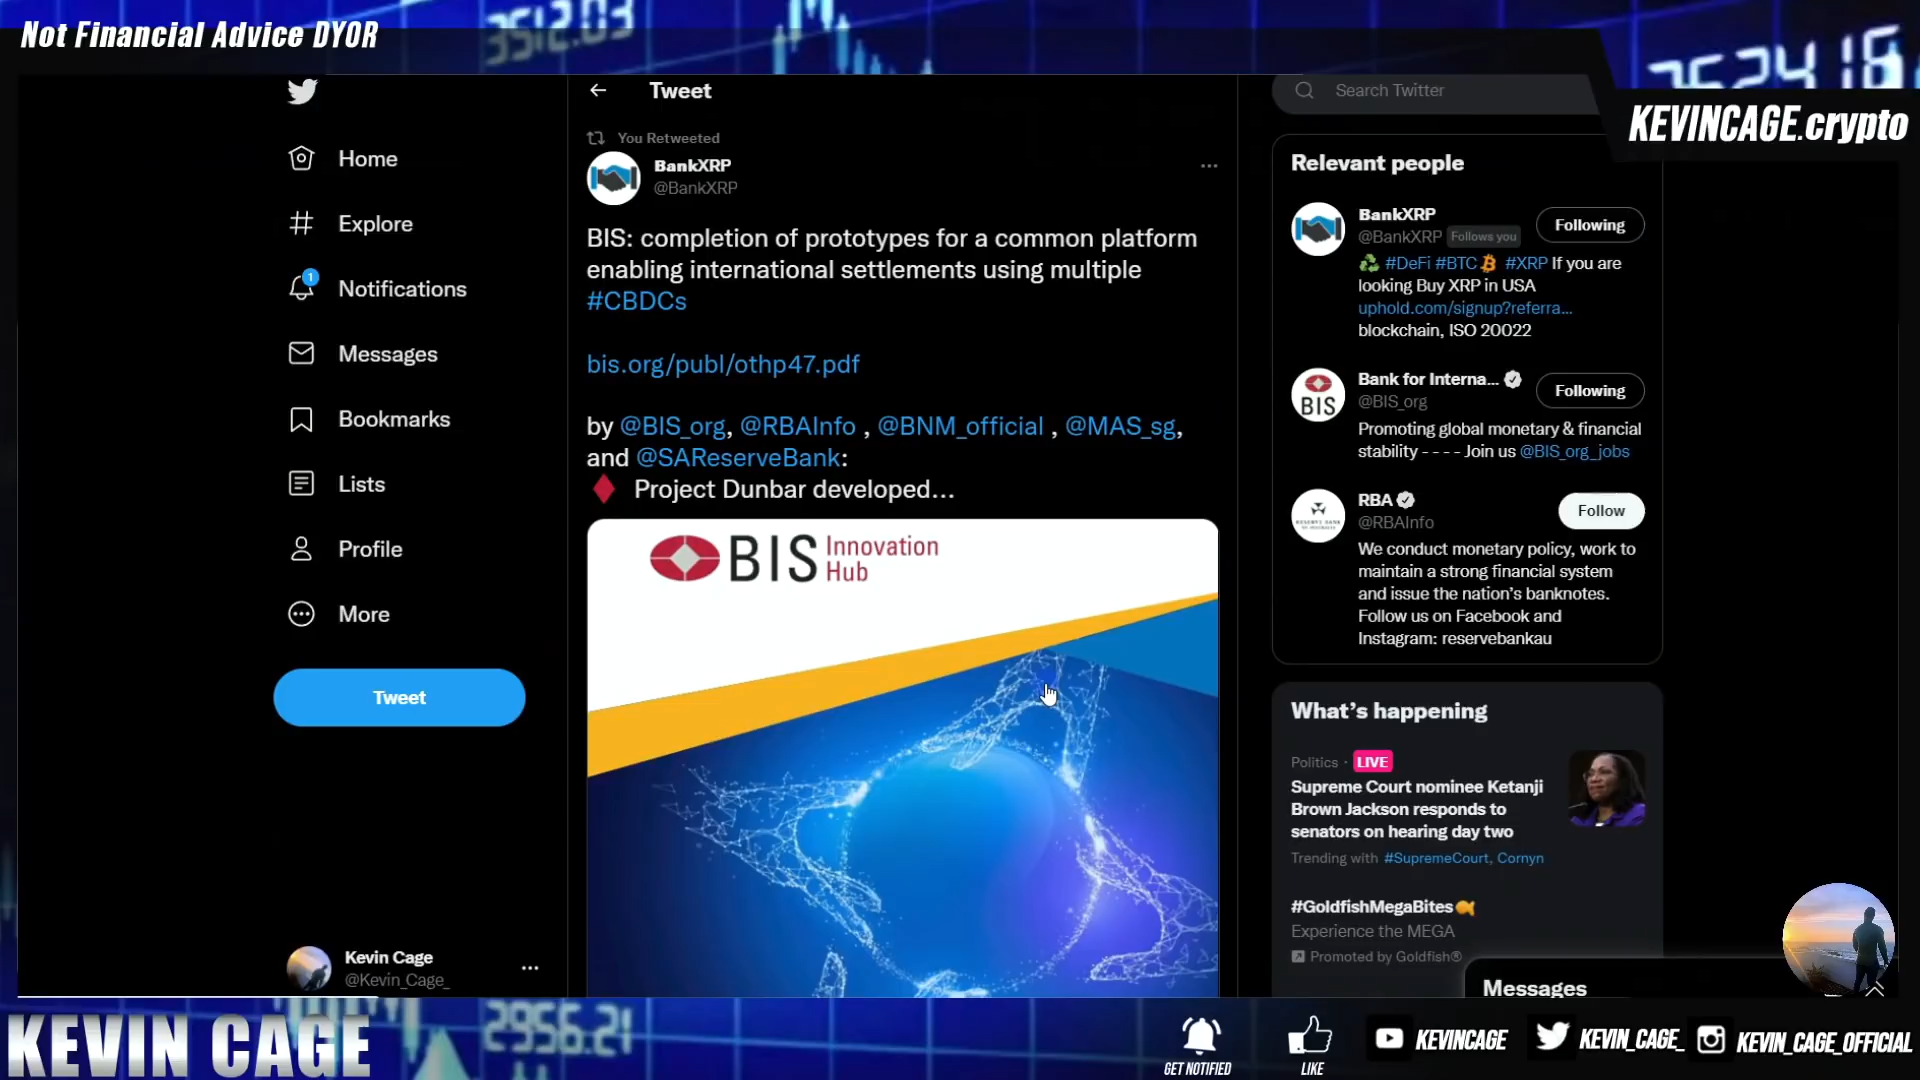 Not Financial Advice DYOR
3512.03
KEVINCAGE.crypto
Tweet
Search Twitter
You Retweeted
BankXRP
@BankXRP
BIS: completion of prototypes for a common platform
enabling international settlements using multiple
#CBDCs
bis.org/publ/othp47.pdf
by @BIS_org, @RBAInfo , @BNM_official , @MAS_sg,
and @SAReserveBank:
Project Dunbar developed...
BIS Innovation
Hub
Home
Explore
1
Notifications
Messages
Bookmarks
Lists
Profile
More
Tweet
Kevin Cage
@Kevin_Cage_
Relevant people
BankXRP
@BankXRP Follows you
Following
#DeFi #BTC #XRP If you are
looking Buy XRP in USA
uphold.com/signup?referra...
blockchain, ISO 20022
Bank for Interna...
@BIS_org
Following
BIS
Promoting global monetary & financial
stability - - - - Join us @BIS_org_jobs
RBA
@RBAInfo
Follow
We conduct monetary policy, work to
maintain a strong financial system
and issue the nation's banknotes.
Follow us on Facebook and
Instagram: reservebankau
What's happening
Politics · LIVE
Supreme Court nominee Ketanji
Brown Jackson responds to
senators on hearing day two
Trending with #SupremeCourt, Cornyn
#GoldfishMegaBites
Experience the MEGA
Promoted by Goldfish®
Messages
KEVIN CAGE
2956.21
GET NOTIFIED
LIKE
KEVINCAGE
KEVIN_CAGE_
KEVIN_CAGE_OFFICIAL